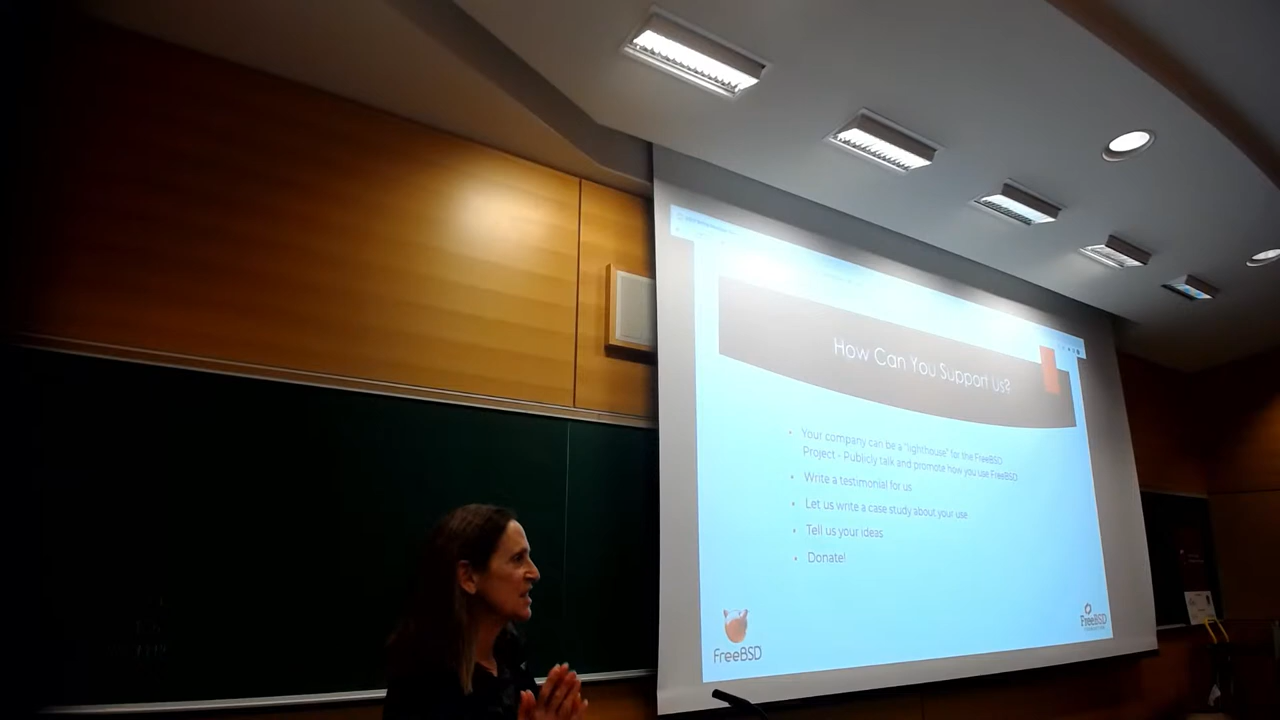 How Can You Support Us?
Your company can be a "lighthouse" for the FreeBSD
Project - Publicly talk and promote how you use FreeBSD
Write a testimonial for us
Let us write a case study about your use
Tell us your ideas
Donate!
FreeBSD
FreeBSD